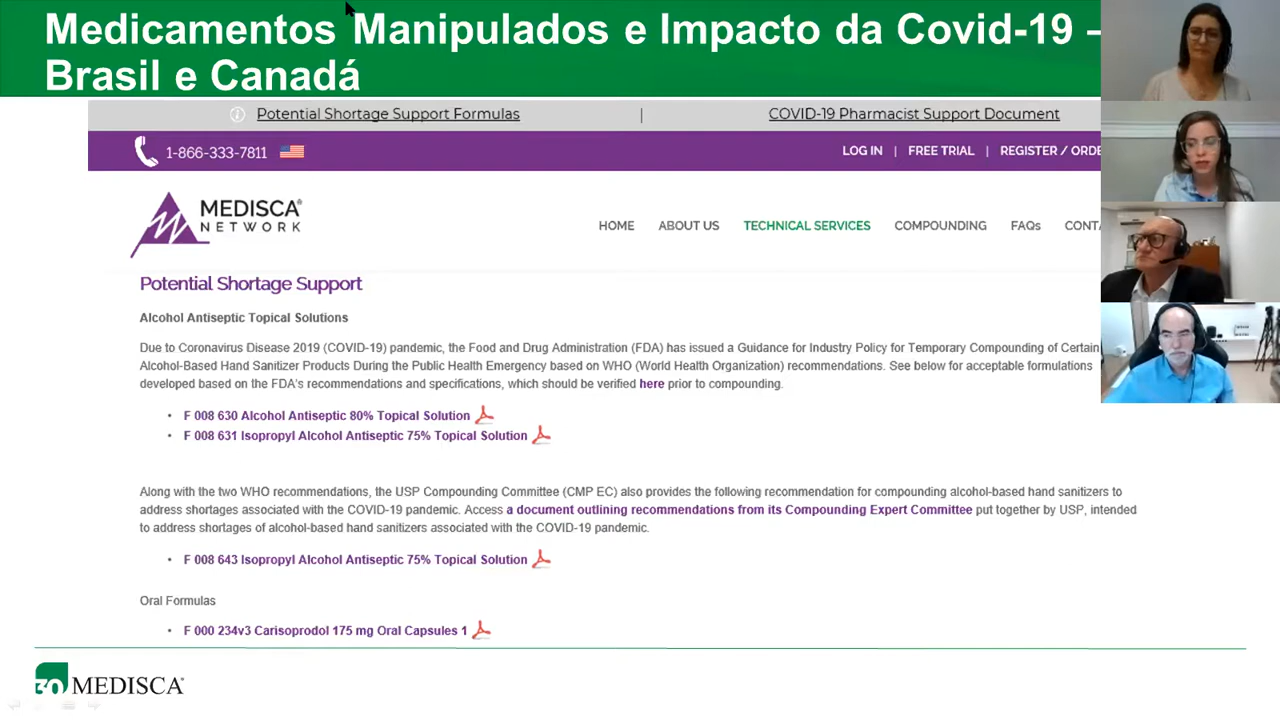 Medicamentos Manipulados e Impacto da Covid-19 –
Brasil e Canadá
Potential Shortage Support Formulas | COVID-19 Pharmacist Support Document
1-866-333-7811 LOG IN | FREE TRIAL | REGISTER / ORDE
MEDISCA®
NETWORK
HOME ABOUT US TECHNICAL SERVICES COMPOUNDING FAQs CONTA
Potential Shortage Support
Alcohol Antiseptic Topical Solutions
Due to Coronavirus Disease 2019 (COVID-19) pandemic, the Food and Drug Administration (FDA) has issued a Guidance for Industry Policy for Temporary Compounding of Certain
Alcohol-Based Hand Sanitizer Products During the Public Health Emergency based on WHO (World Health Organization) recommendations. See below for acceptable formulations
developed based on the FDA's recommendations and specifications, which should be verified here prior to compounding.
• F 008 630 Alcohol Antiseptic 80% Topical Solution
• F 008 631 Isopropyl Alcohol Antiseptic 75% Topical Solution
Along with the two WHO recommendations, the USP Compounding Committee (CMP EC) also provides the following recommendation for compounding alcohol-based hand sanitizers to
address shortages associated with the COVID-19 pandemic. Access a document outlining recommendations from its Compounding Expert Committee put together by USP, intended
to address shortages of alcohol-based hand sanitizers associated with the COVID-19 pandemic.
• F 008 643 Isopropyl Alcohol Antiseptic 75% Topical Solution
Oral Formulas
• F 000 234v3 Carisoprodol 175 mg Oral Capsules 1
30 MEDISCA®